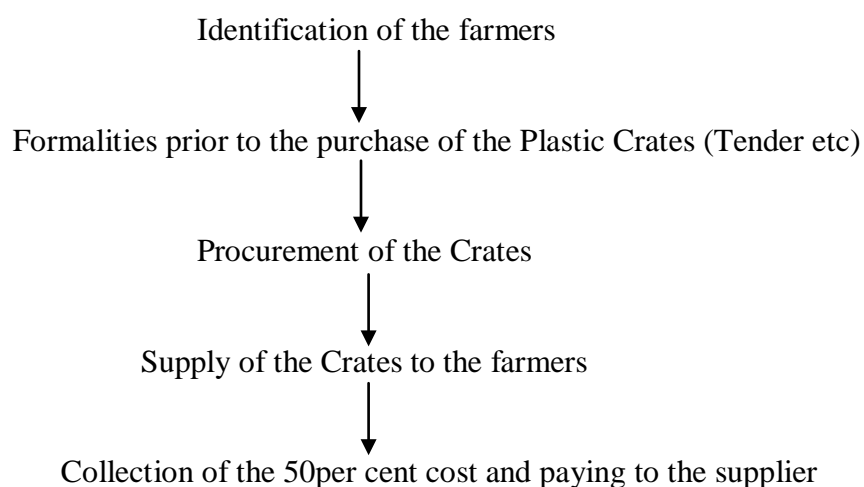 Identification of the farmers
Formalities prior to the purchase of the Plastic Crates (Tender etc)
Procurement of the Crates
Supply of the Crates to the farmers
Collection of the 50per cent cost and paying to the supplier